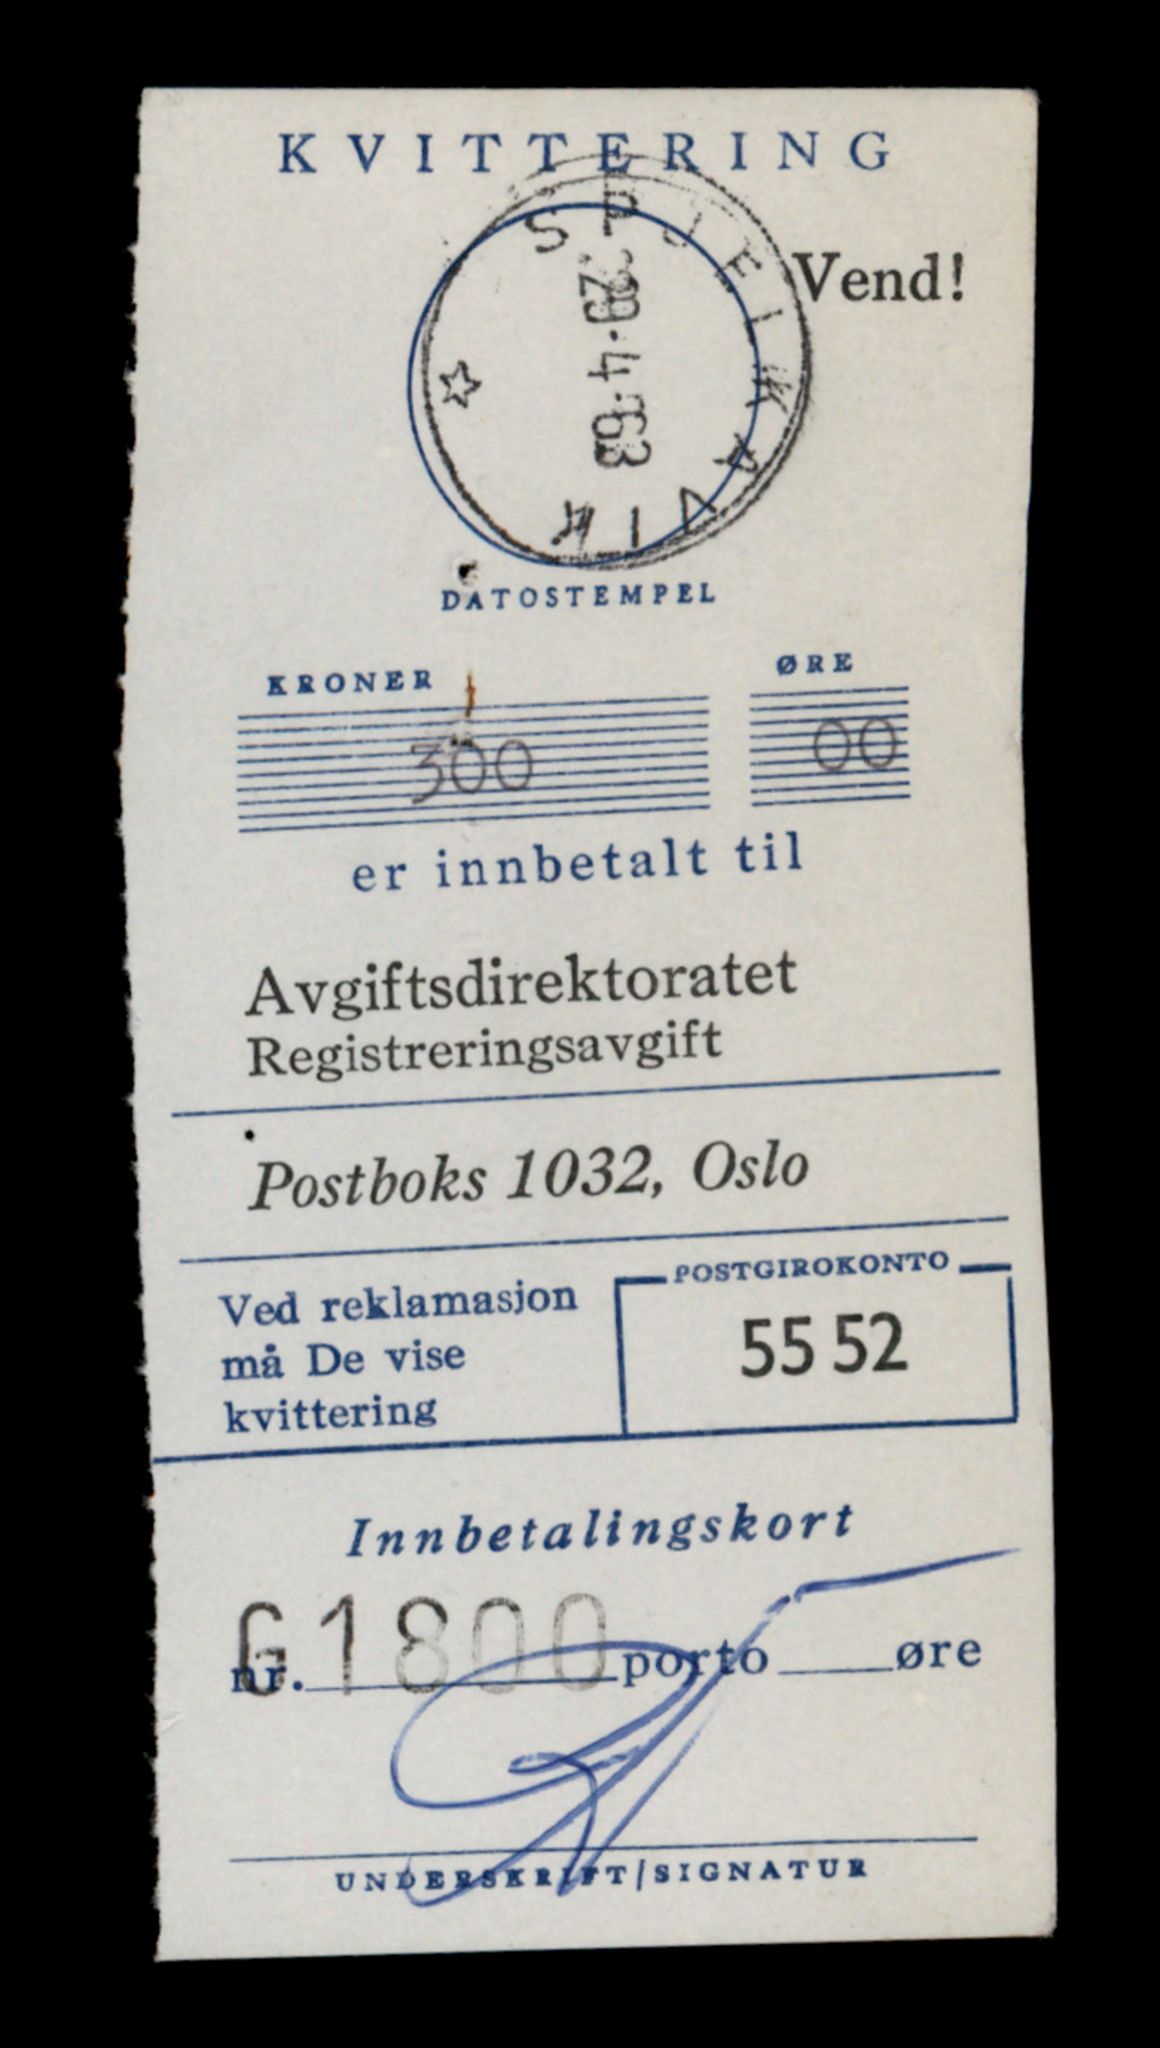 KVITTERING
SPJELKAVIK
Vend!
29.4.63
DATOSTEMPEL
KRONER ØRE
300 00
er innbetalt til
Avgiftsdirektoratet
Registreringsavgift
Postboks 1032, Oslo
Ved reklamasjon
må De vise
kvittering
POSTGIROKONTO
55 52
Innbetalingskort
G1800
nr. porto øre
UNDERSKRIFT/SIGNATUR